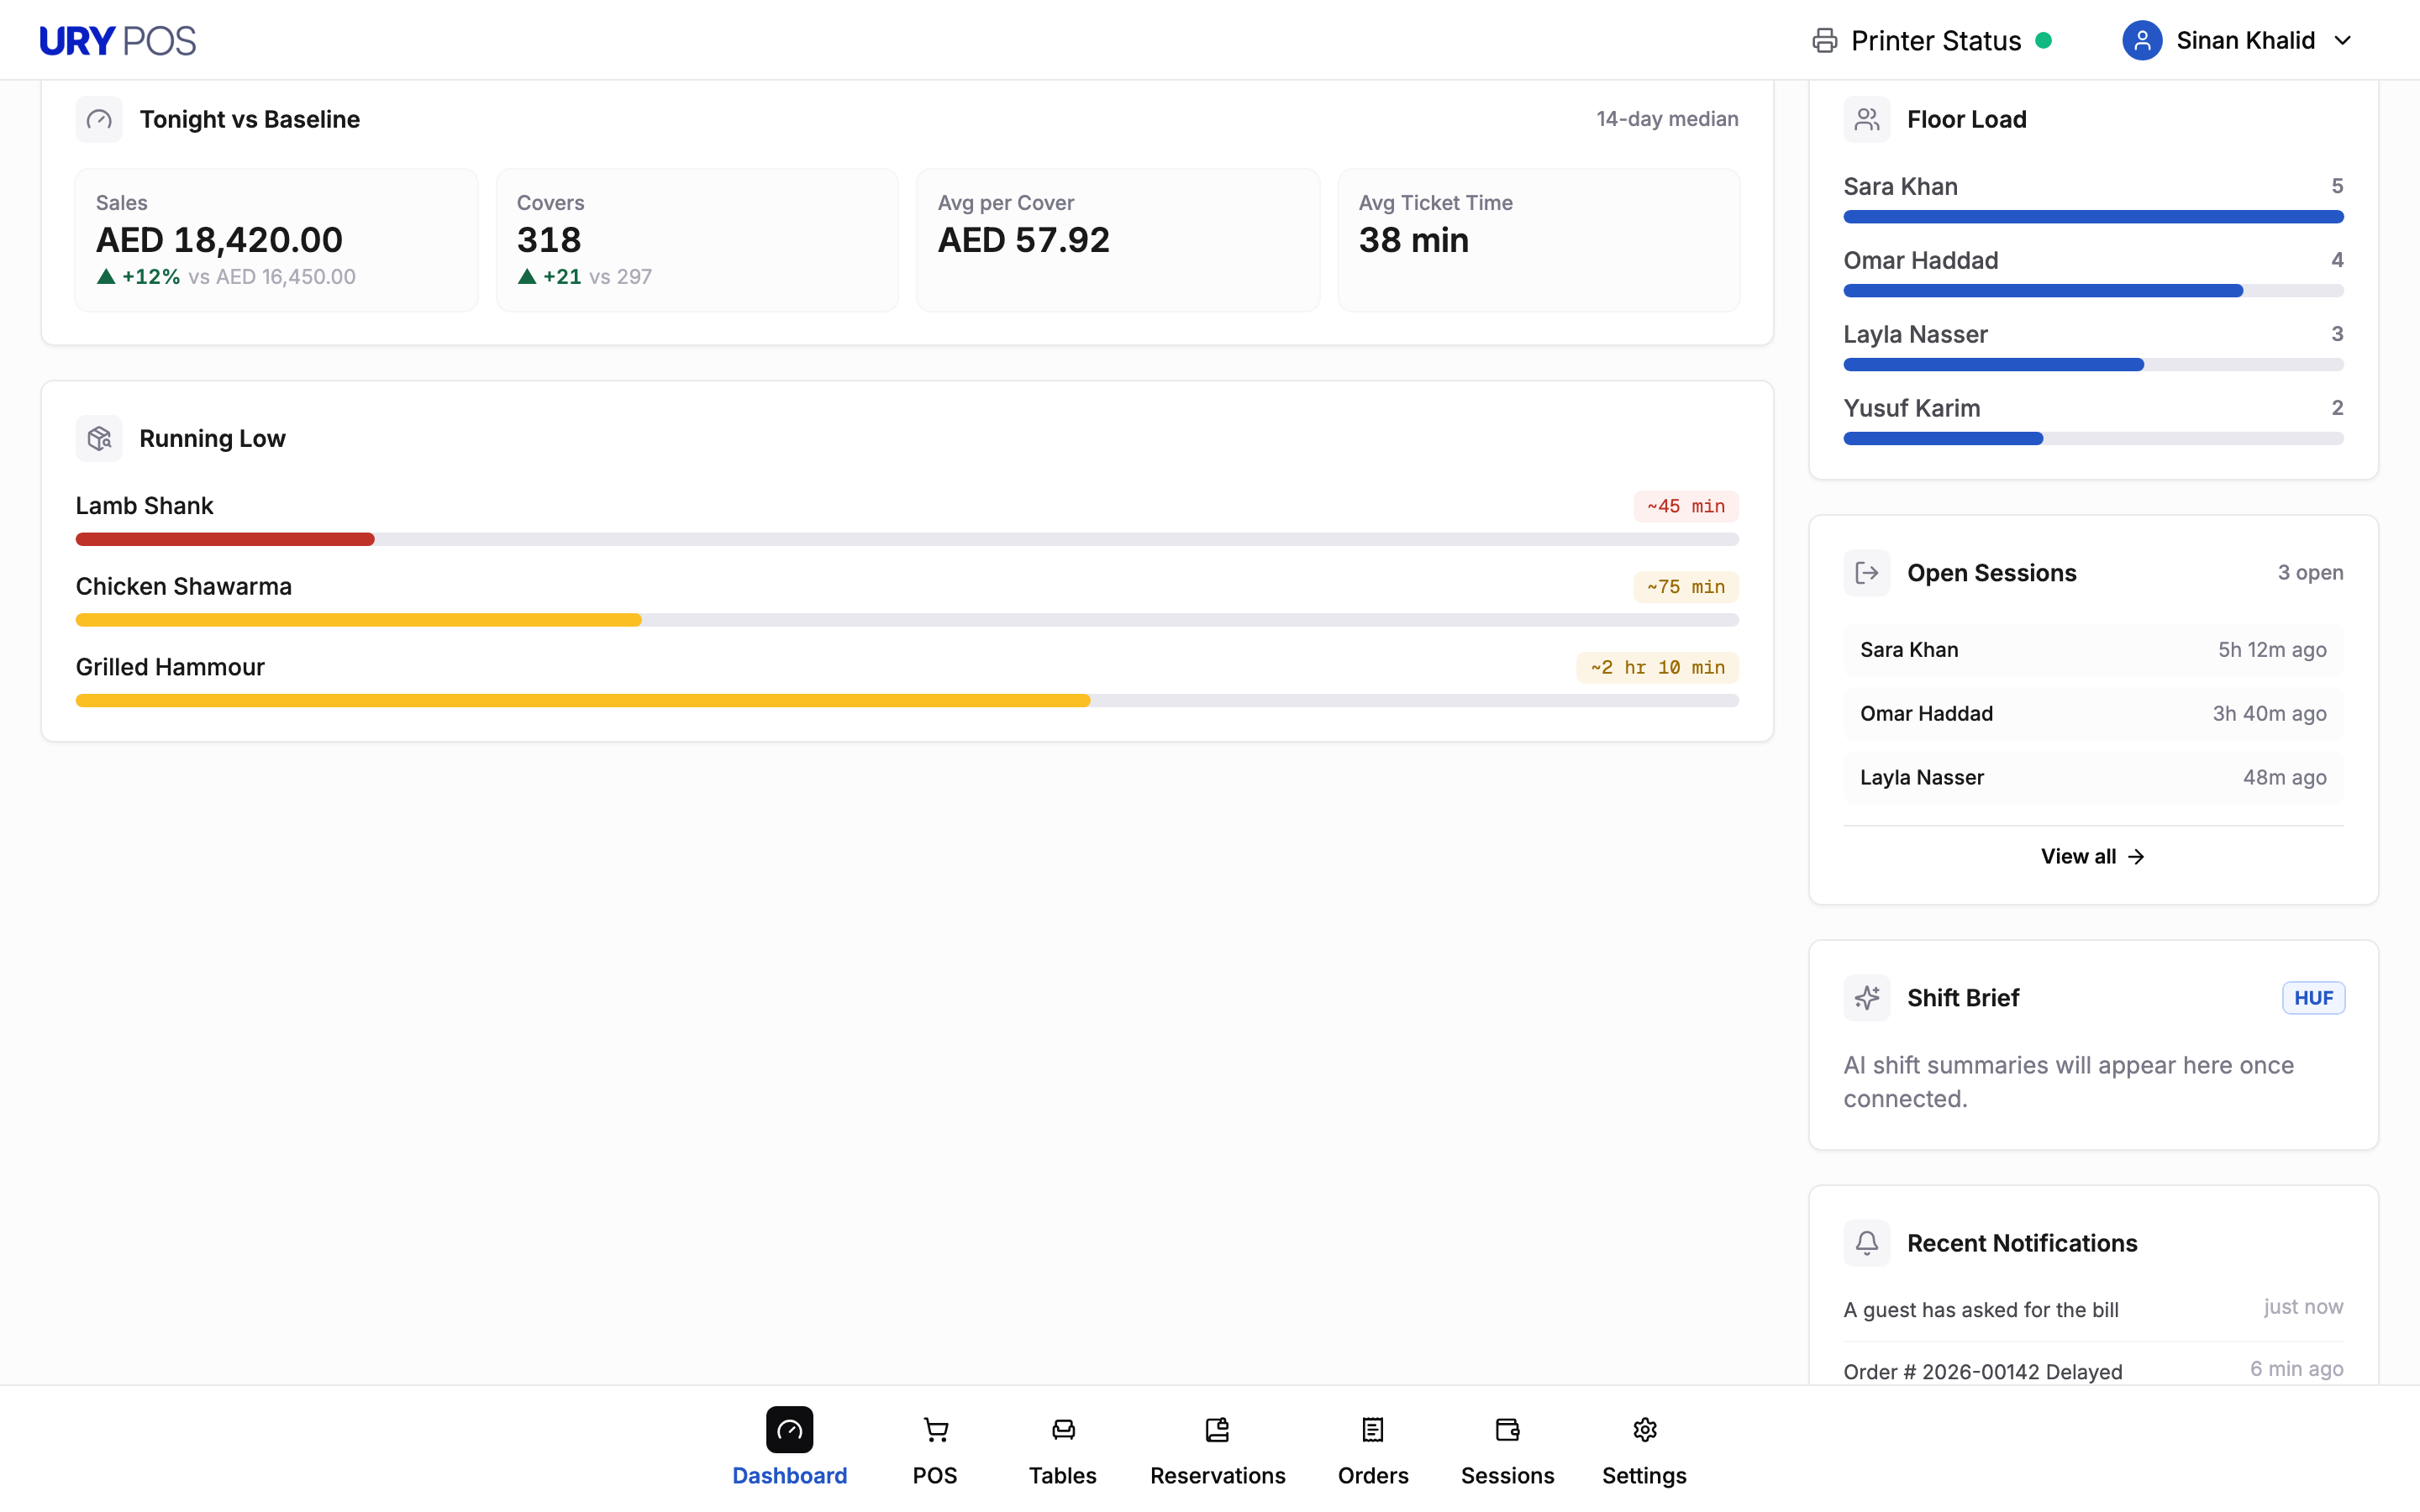 URY POS
Printer Status
Sinan Khalid
Tonight vs Baseline
14-day median
Sales
AED 18,420.00
▲ +12% vs AED 16,450.00
Covers
318
▲ +21 vs 297
Avg per Cover
AED 57.92
Avg Ticket Time
38 min
Running Low
Lamb Shank
~45 min
Chicken Shawarma
~75 min
Grilled Hammour
~2 hr 10 min
Floor Load
Sara Khan 5
Omar Haddad 4
Layla Nasser 3
Yusuf Karim 2
Open Sessions
3 open
Sara Khan 5h 12m ago
Omar Haddad 3h 40m ago
Layla Nasser 48m ago
View all →
Shift Brief
HUF
AI shift summaries will appear here once
connected.
Recent Notifications
A guest has asked for the bill just now
Order # 2026-00142 Delayed 6 min ago
Dashboard
POS
Tables
Reservations
Orders
Sessions
Settings